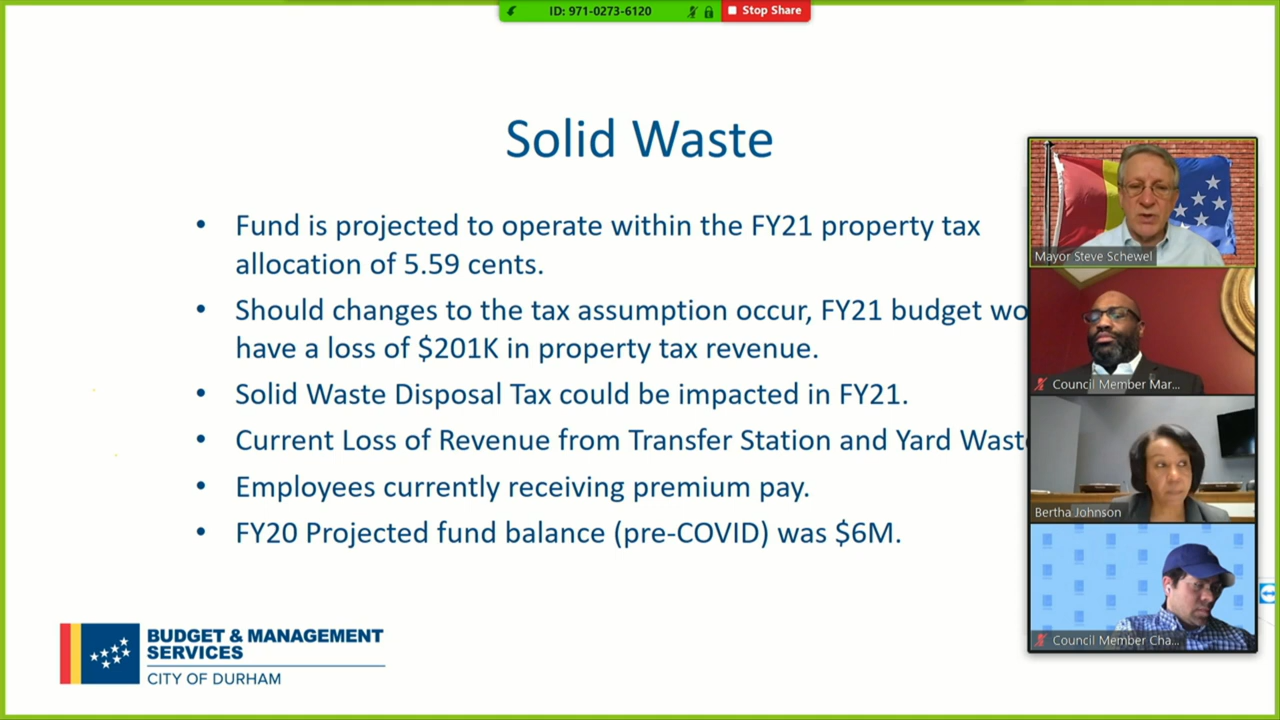 ID: 971-0273-6120
Stop Share
Solid Waste
• Fund is projected to operate within the FY21 property tax
allocation of 5.59 cents.
• Should changes to the tax assumption occur, FY21 budget wo
have a loss of $201K in property tax revenue.
• Solid Waste Disposal Tax could be impacted in FY21.
• Current Loss of Revenue from Transfer Station and Yard Waste
• Employees currently receiving premium pay.
• FY20 Projected fund balance (pre-COVID) was $6M.
Mayor Steve Schewel
Council Member Mar...
Bertha Johnson
Council Member Cha...
BUDGET & MANAGEMENT
SERVICES
CITY OF DURHAM